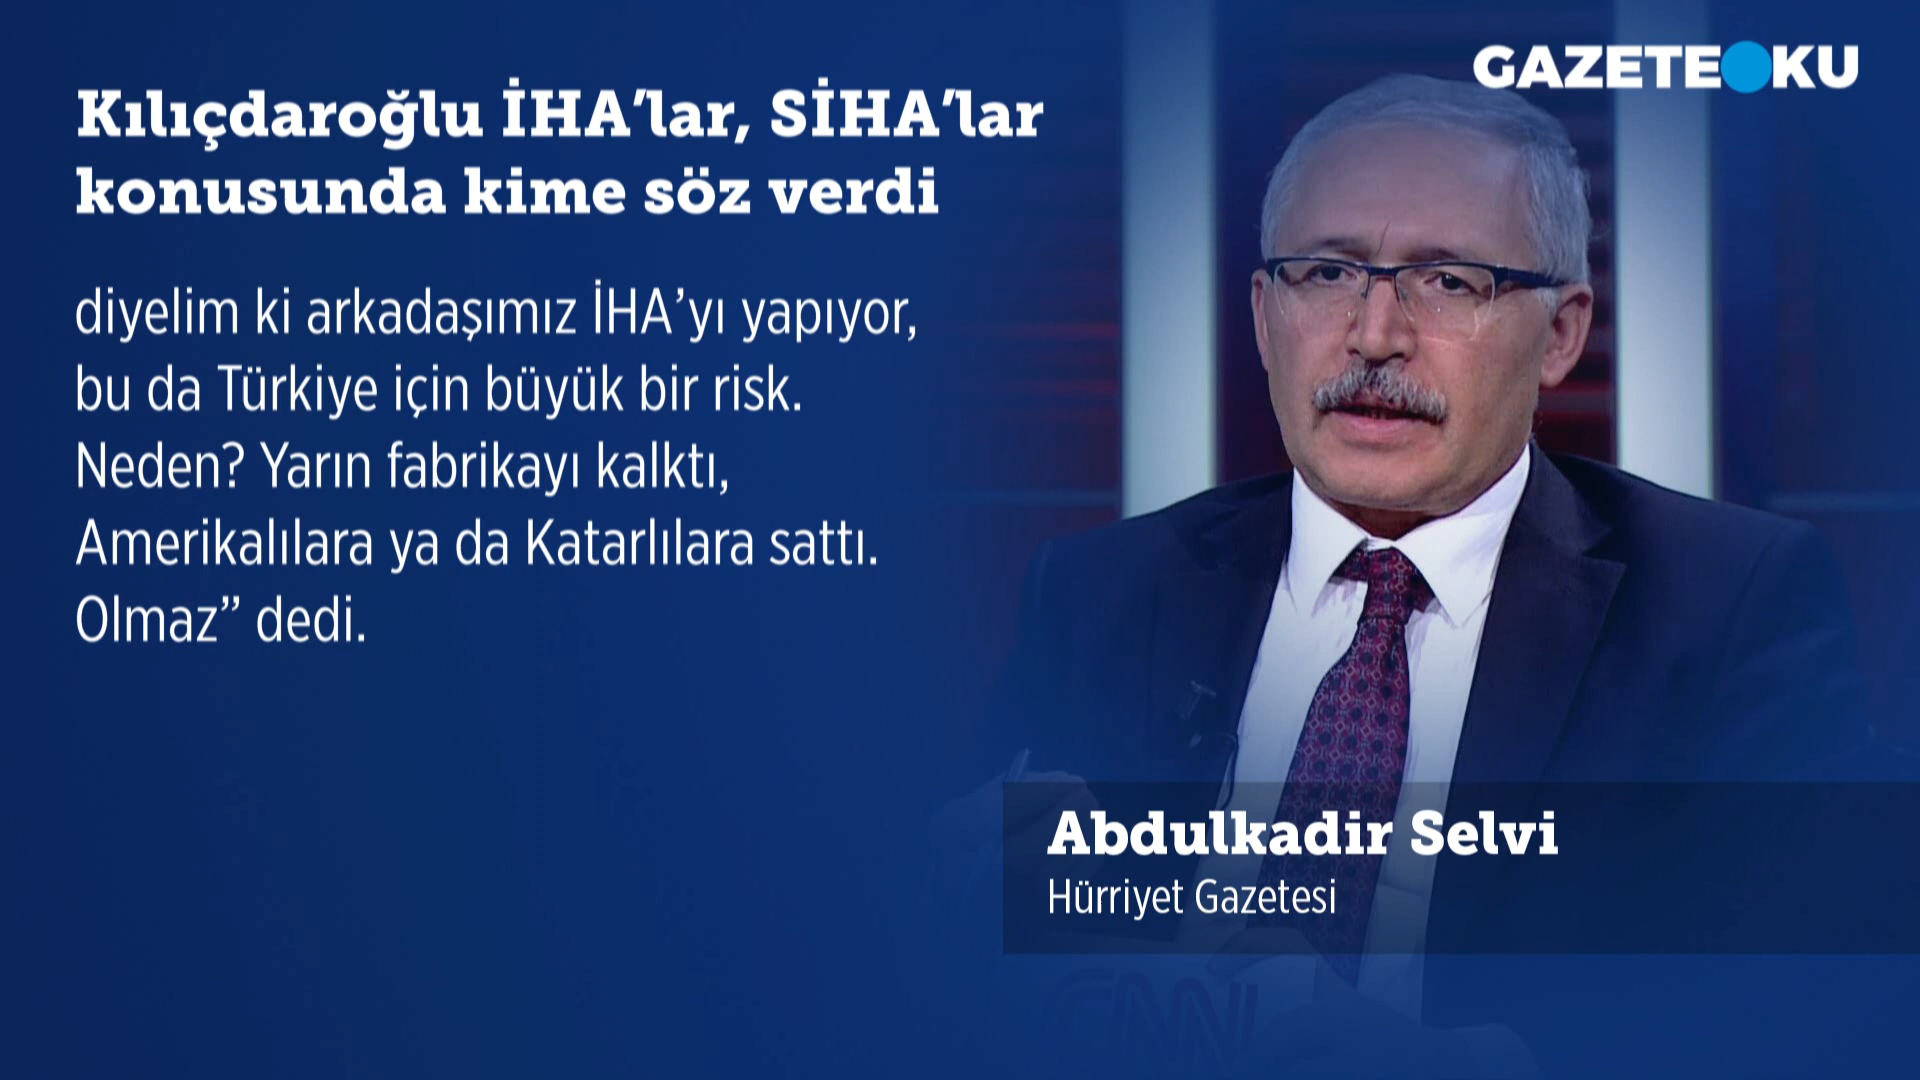 GAZETE KU
Kılıçdaroğlu İHA’lar, SİHA’lar
konusunda kime söz verdi
diyelim ki arkadaşımız İHA’yı yapıyor,
bu da Türkiye için büyük bir risk.
Neden? Yarın fabrikayı kalktı,
Amerikalılara ya da Katarlılara sattı.
Olmaz” dedi.
Abdulkadir Selvi
Hürriyet Gazetesi
CNN